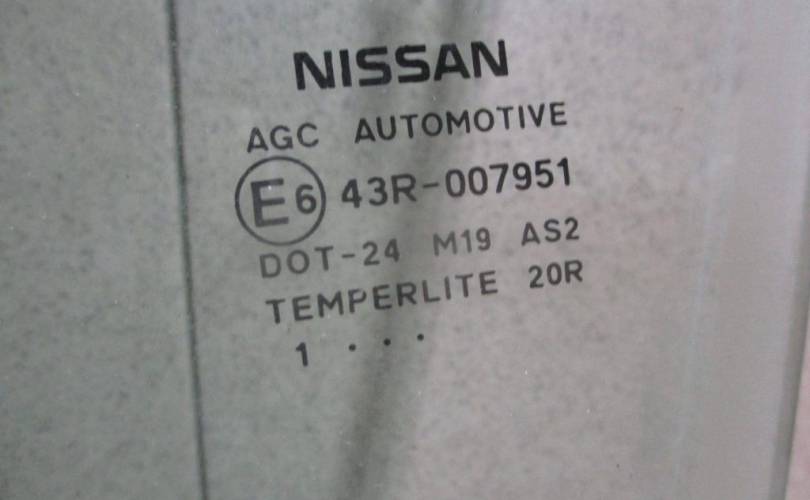 NISSAN
AGC AUTOMOTIVE
E6 43R-007951
DOT-24 M19 AS2
TEMPERLITE 20R
1 . . .